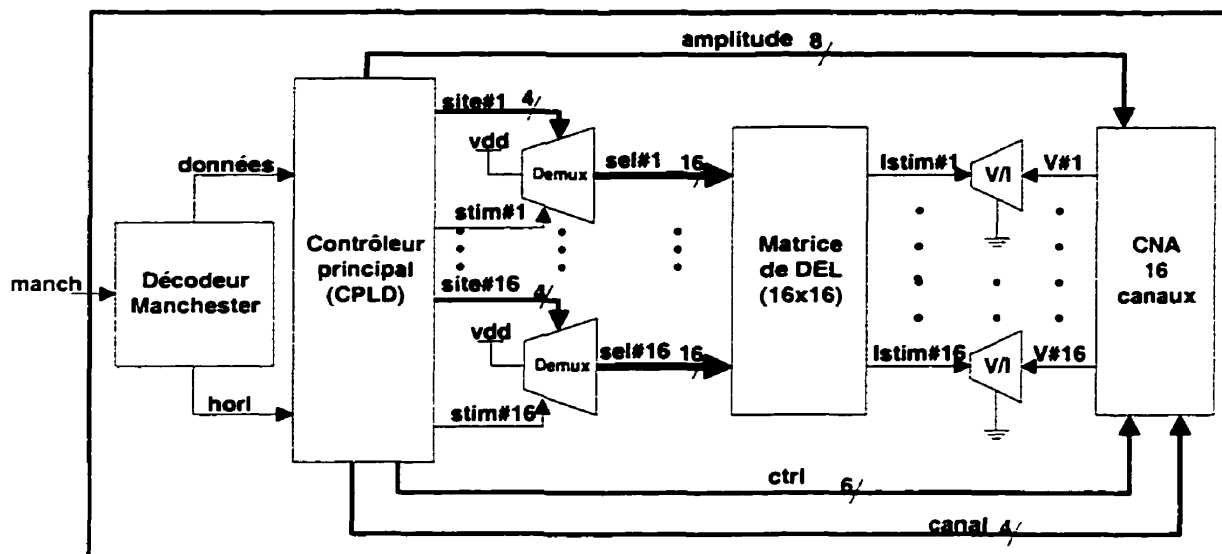 amplitude 8
site#1 4
vdd
Demux
sel#1 16
stim#1
données
Décodeur
Manchester
manch
horl
Contrôleur
principal
(CPLD)
site#16 4
vdd
Demux
sel#16 16
stim#16
Matrice
de DEL
(16x16)
Istim#1
V/I
V#1
Istim#16
V/I
V#16
CNA
16
canaux
ctrl 6
canal 4